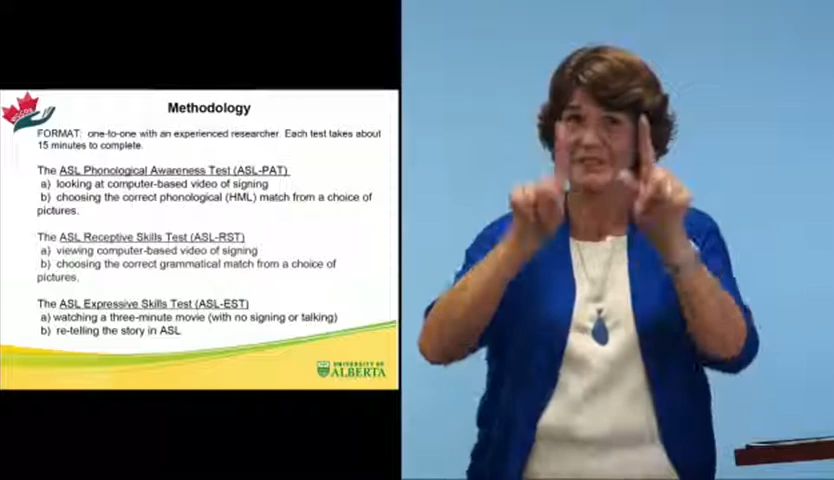 Methodology
FORMAT: one-to-one with an experienced researcher. Each test takes about
15 minutes to complete.
The ASL Phonological Awareness Test (ASL-PAT)
a) looking at computer-based video of signing
b) choosing the correct phonological (HML) match from a choice of
pictures.
The ASL Receptive Skills Test (ASL-RST)
a) viewing computer-based video of signing
b) choosing the correct grammatical match from a choice of
pictures.
The ASL Expressive Skills Test (ASL-EST)
a) watching a three-minute movie (with no signing or talking)
b) re-telling the story in ASL
UNIVERSITY OF
ALBERTA